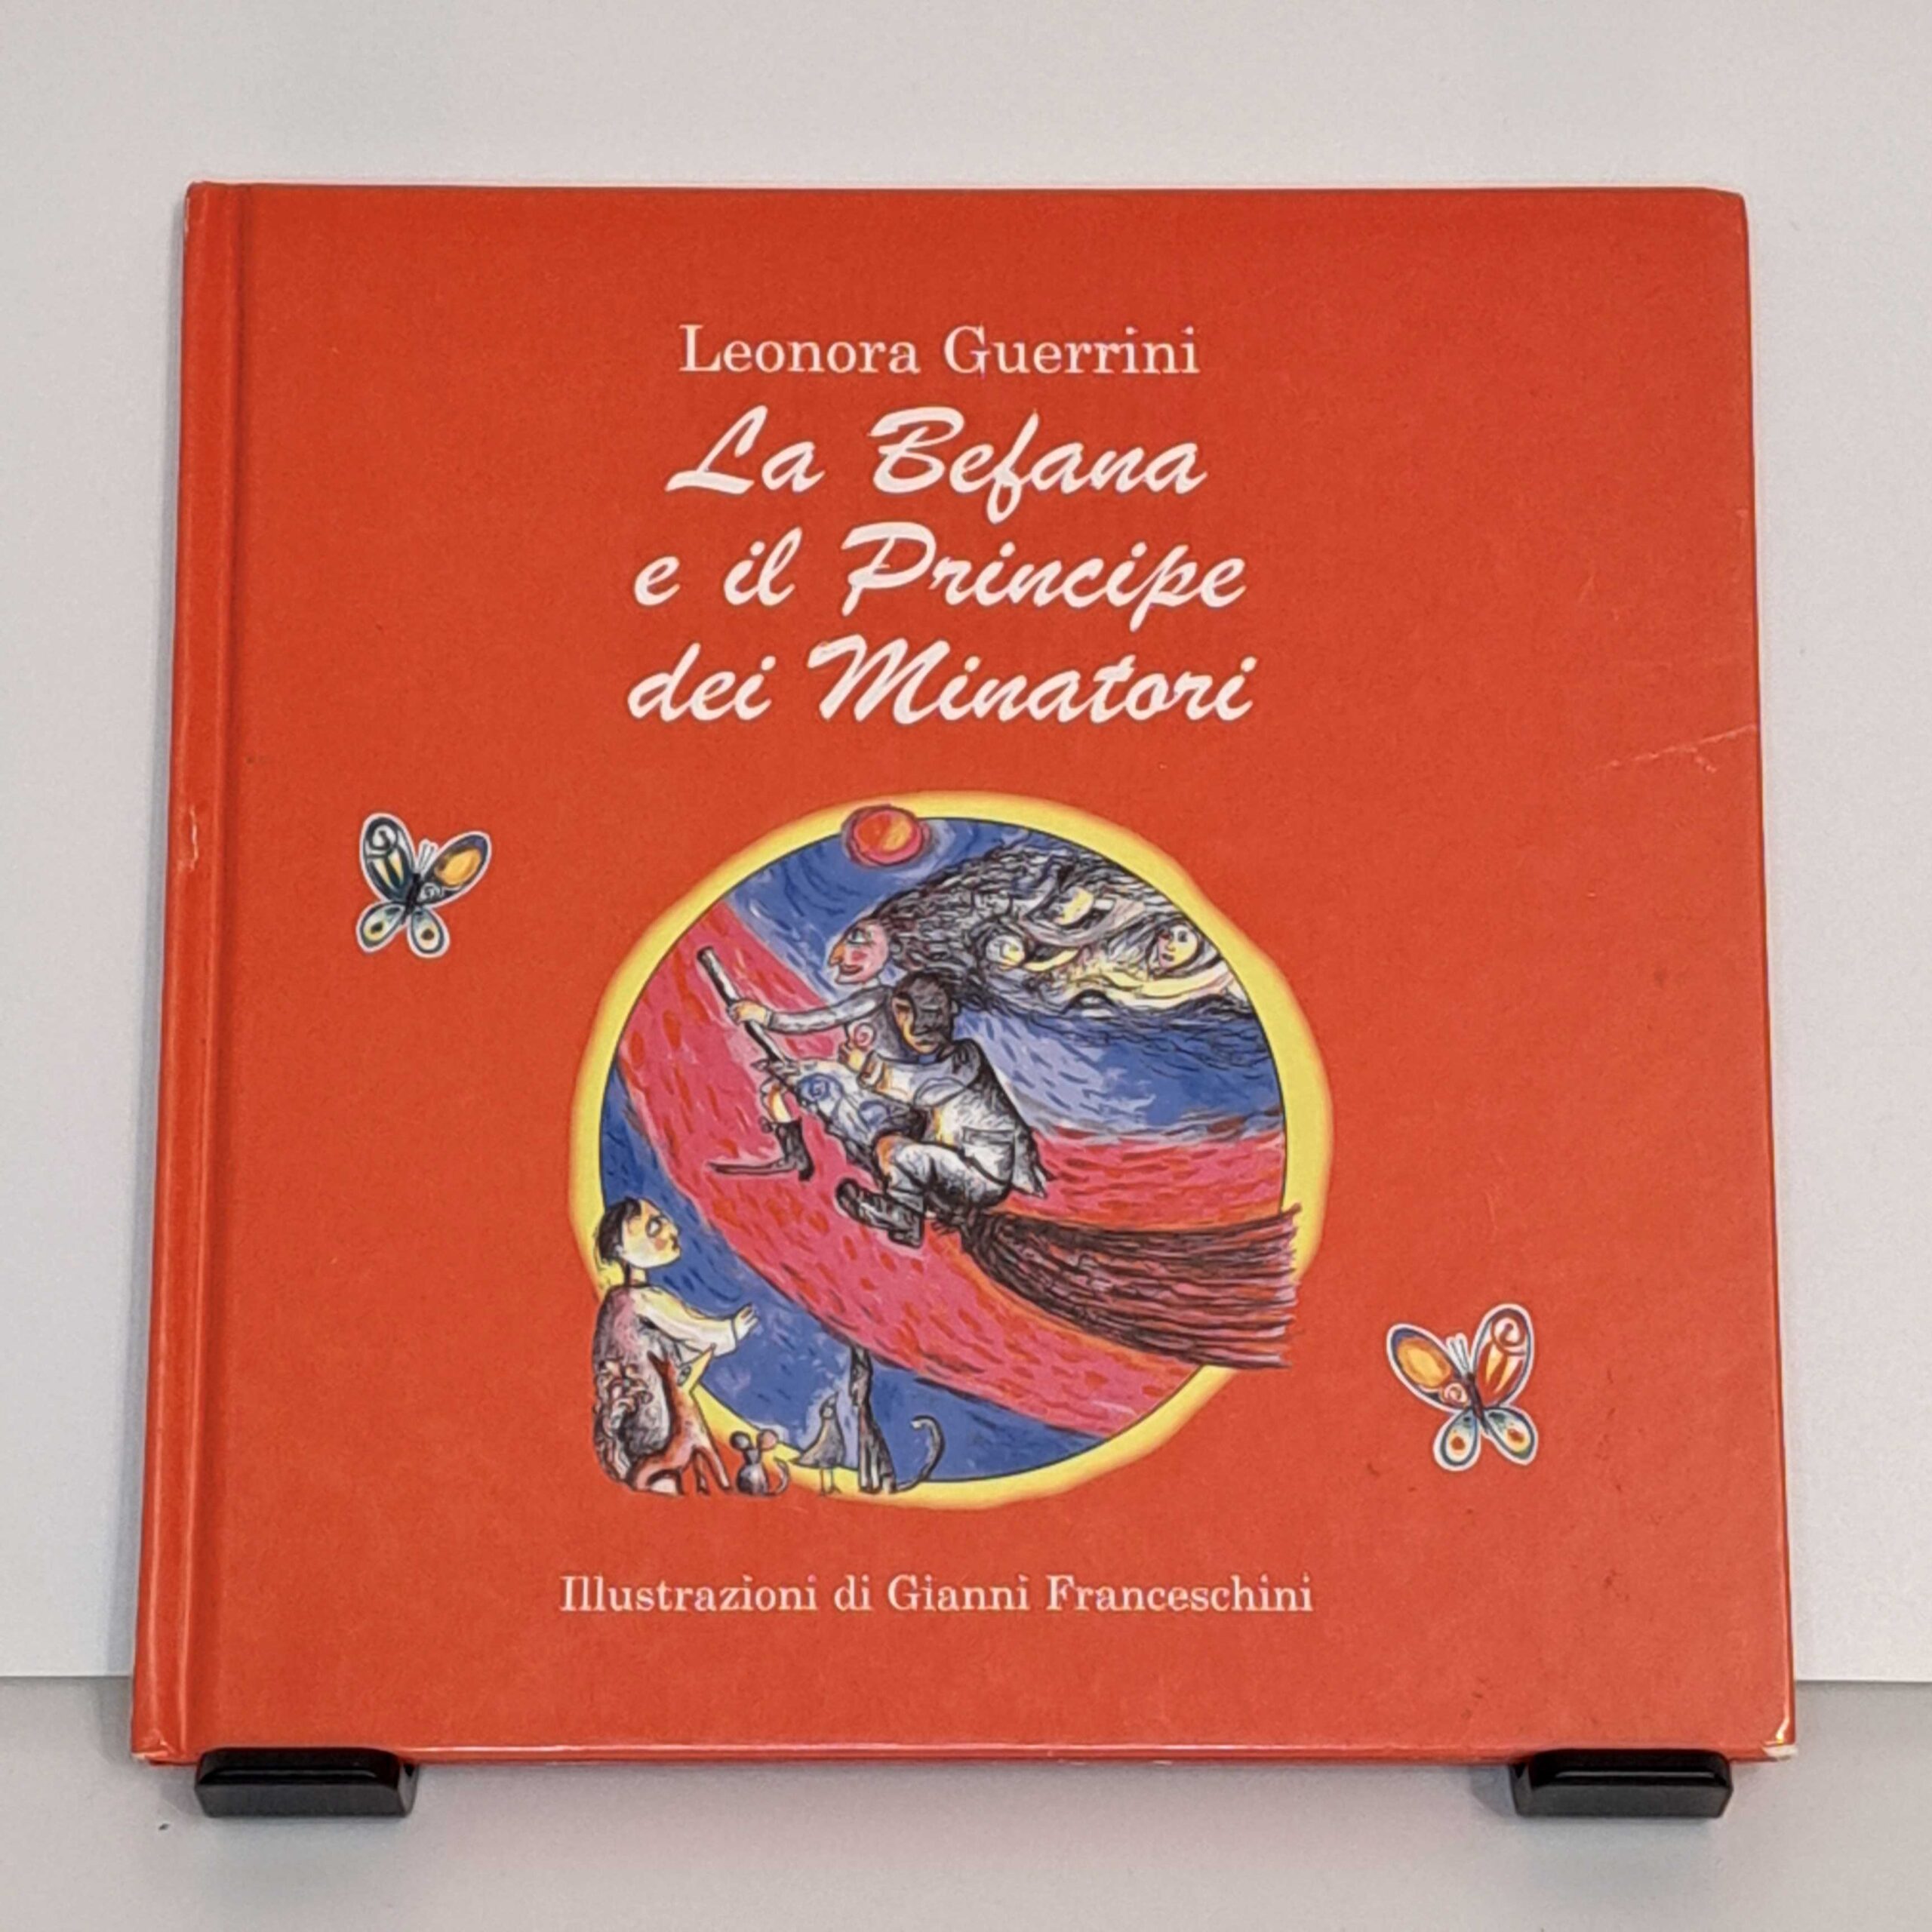 Leonora Guerrini
La Befana
e il Principe
dei Minatori
Illustrazioni di Gianni Franceschini